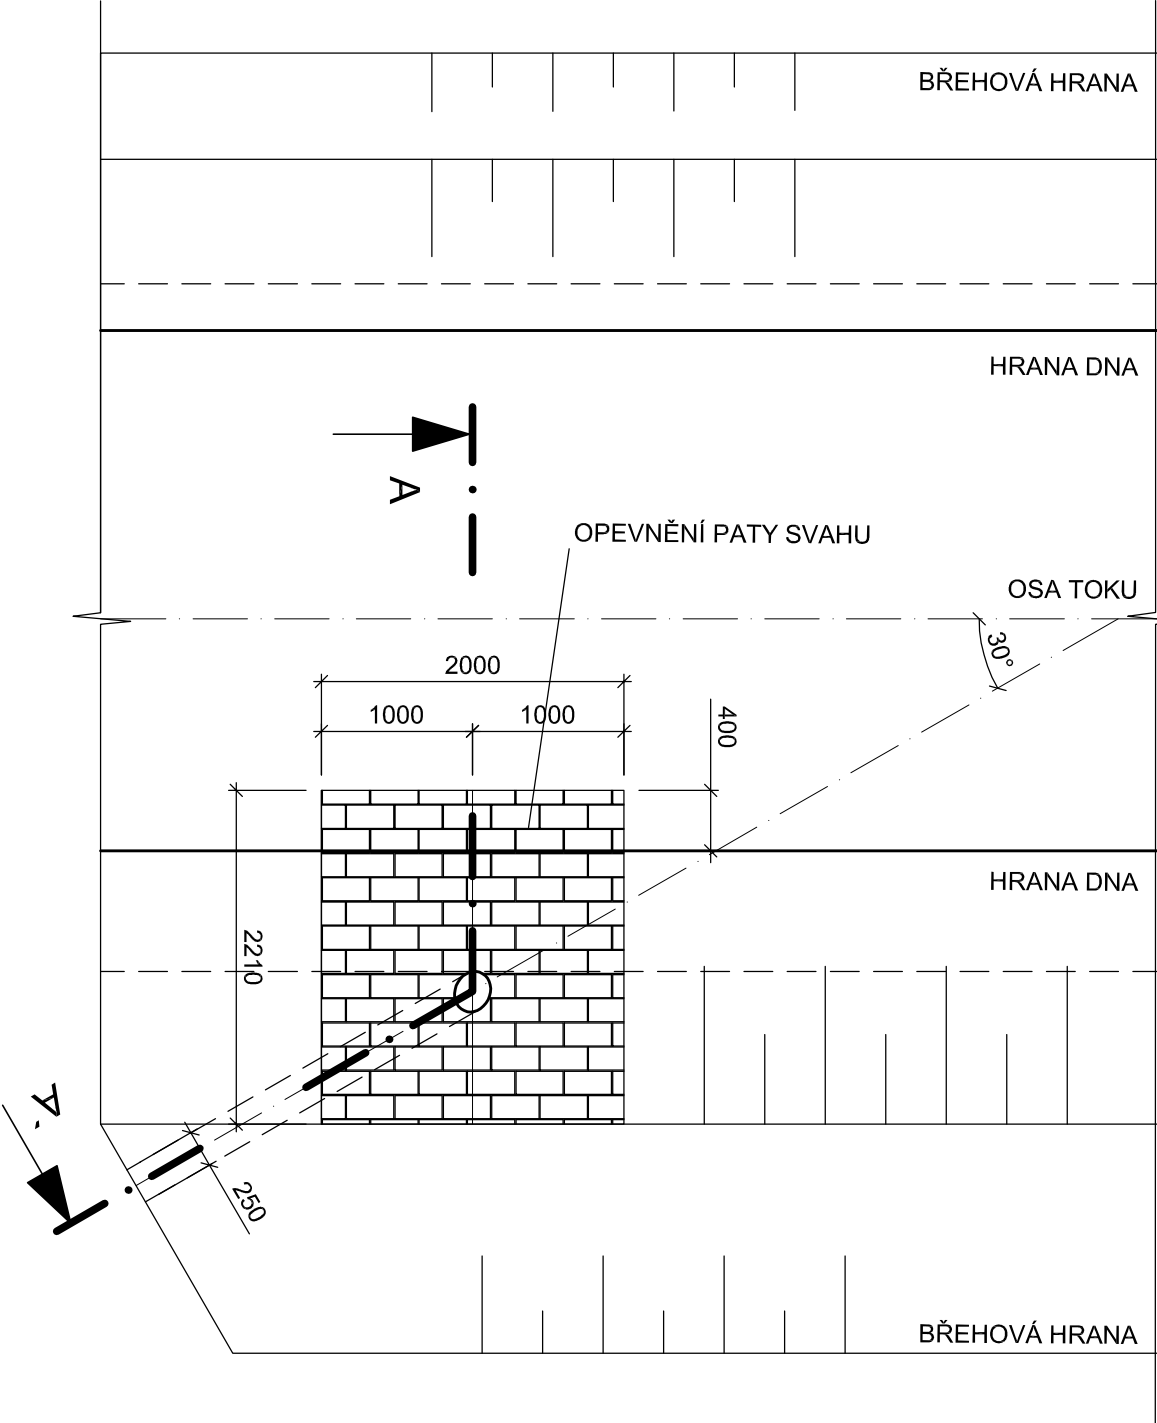 BŘEHOVÁ HRANA
HRANA DNA
A
OPEVNĚNÍ PATY SVAHU
OSA TOKU
30°
2000
1000
1000
400
HRANA DNA
2210
A´
250
BŘEHOVÁ HRANA